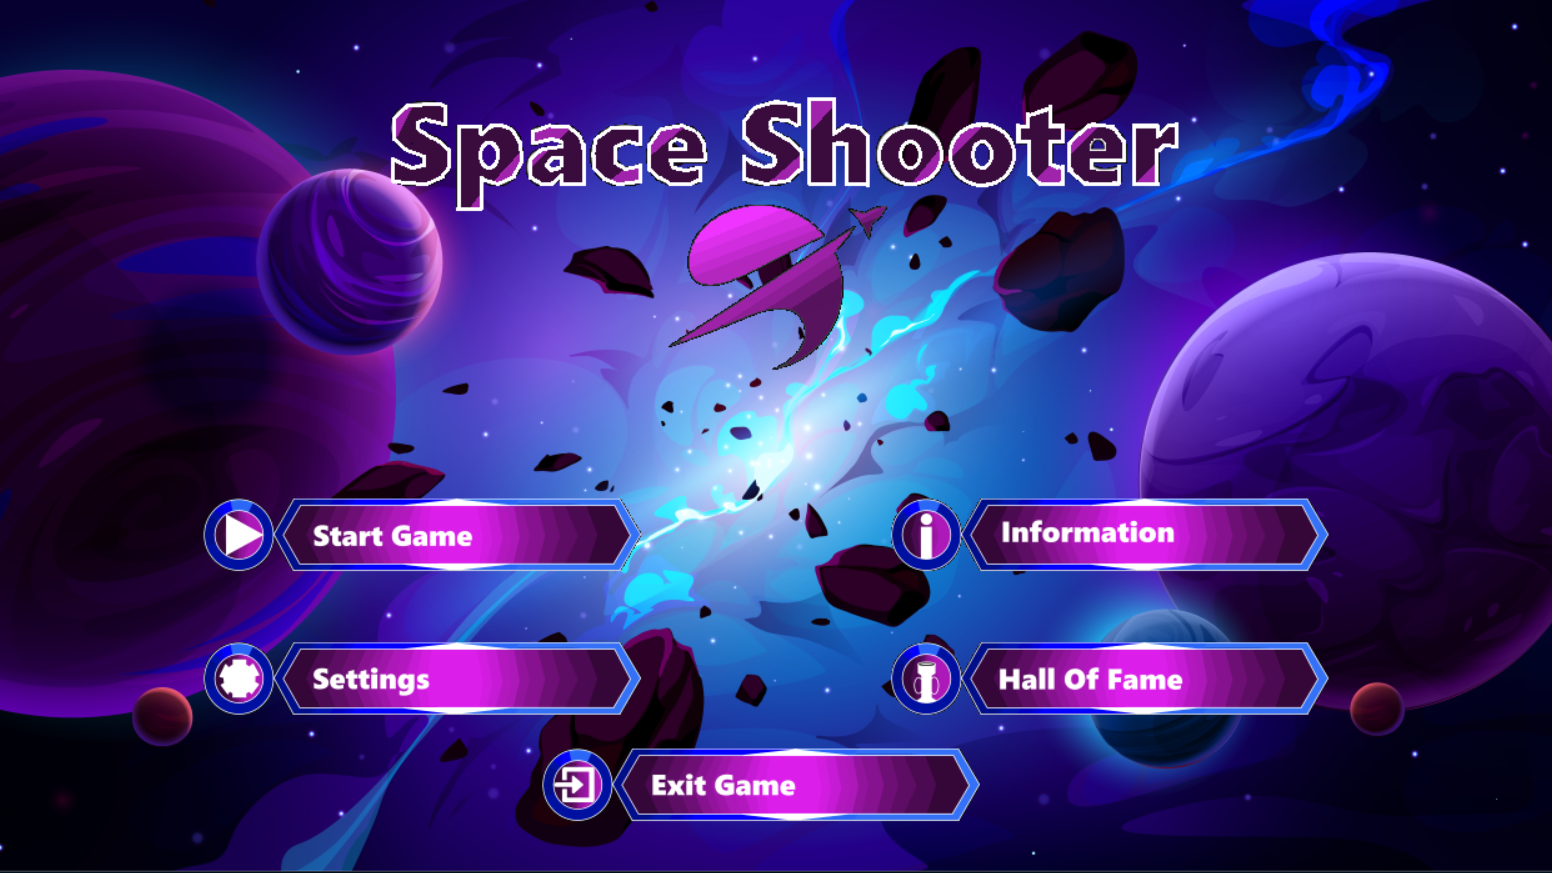 Space Shooter
Start Game
Information
Settings
Hall Of Fame
Exit Game